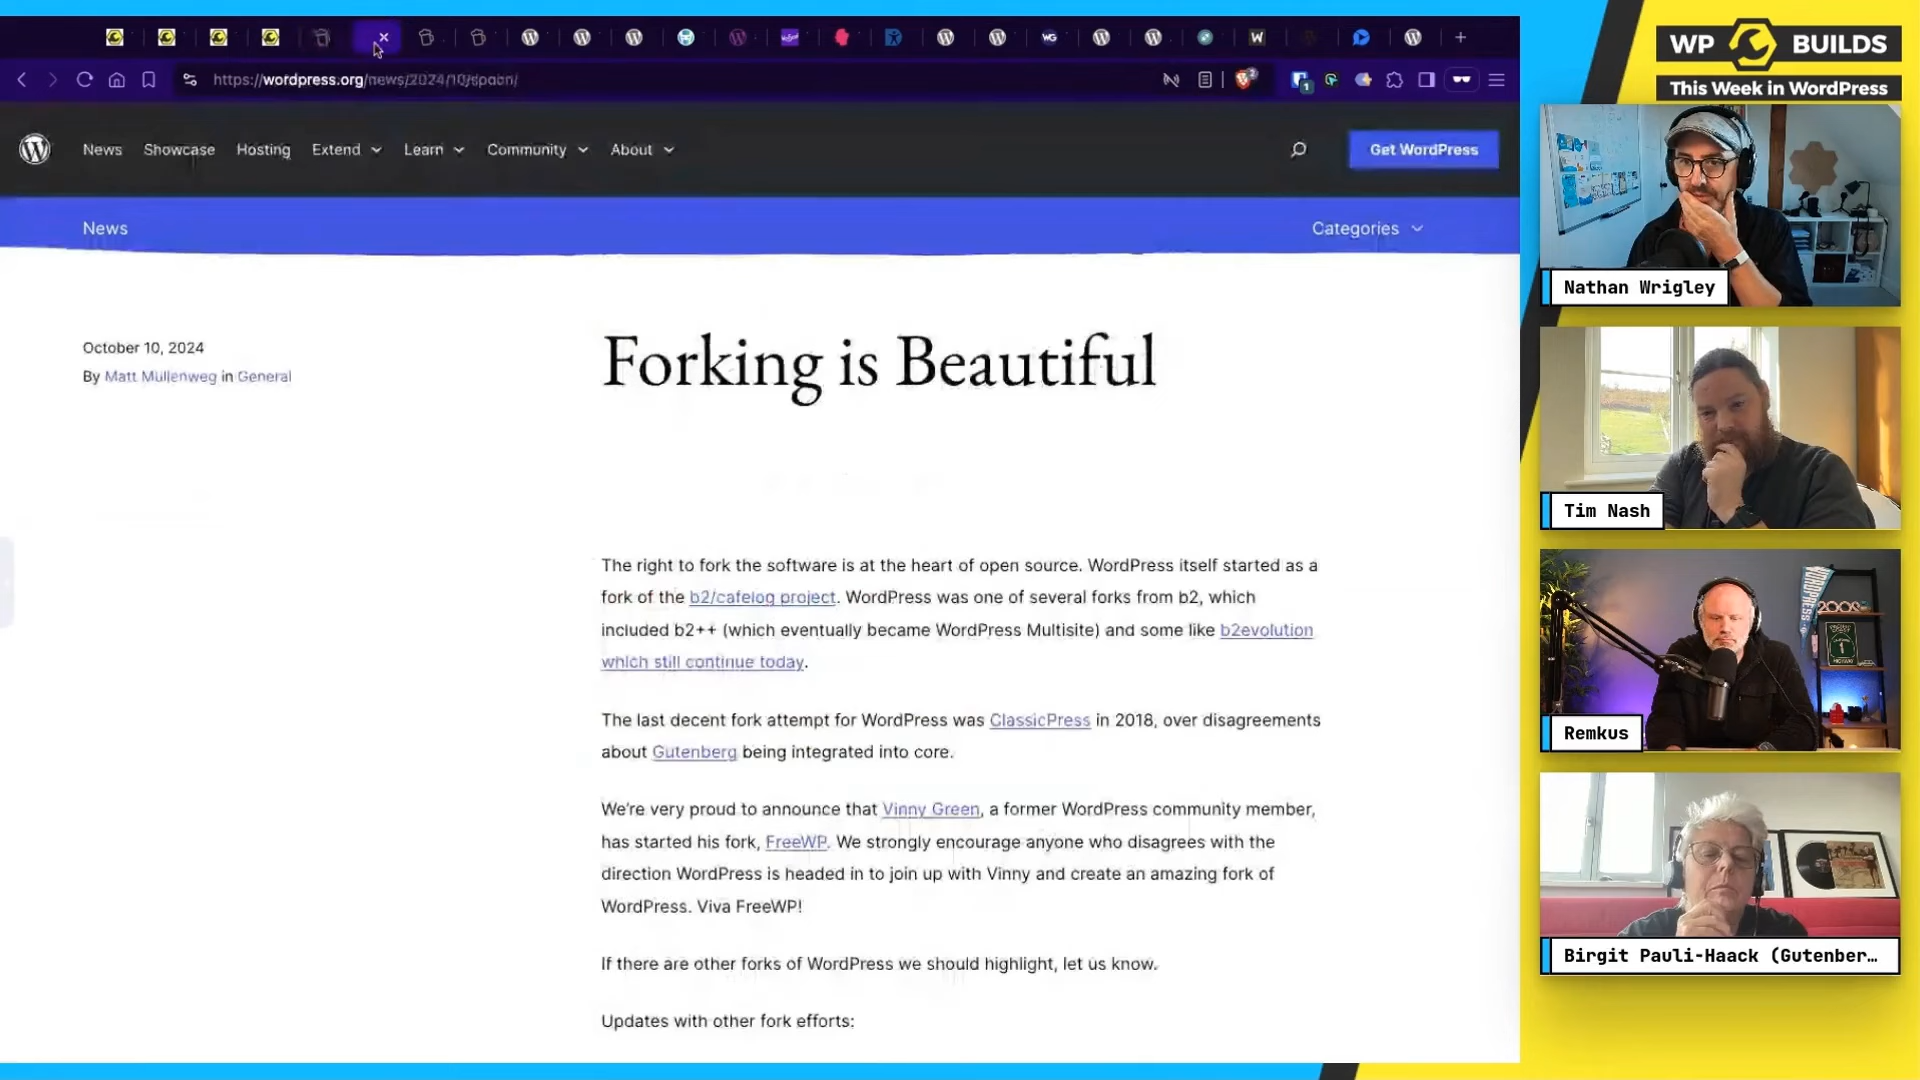 WP BUILDS
This Week in WordPress
https://wordpress.org/news/2024/10/spoon/
News
Showcase
Hosting
Extend
Learn
Community
About
Get WordPress
News
Categories
October 10, 2024
By Matt Mullenweg in General
Forking is Beautiful
The right to fork the software is at the heart of open source. WordPress itself started as a
fork of the b2/cafelog project. WordPress was one of several forks from b2, which
included b2++ (which eventually became WordPress Multisite) and some like b2evolution
which still continue today.
The last decent fork attempt for WordPress was ClassicPress in 2018, over disagreements
about Gutenberg being integrated into core.
We're very proud to announce that Vinny Green, a former WordPress community member,
has started his fork, FreeWP. We strongly encourage anyone who disagrees with the
direction WordPress is headed in to join up with Vinny and create an amazing fork of
WordPress. Viva FreeWP!
If there are other forks of WordPress we should highlight, let us know.
Updates with other fork efforts:
Nathan Wrigley
Tim Nash
Remkus
Birgit Pauli-Haack (Gutenber…